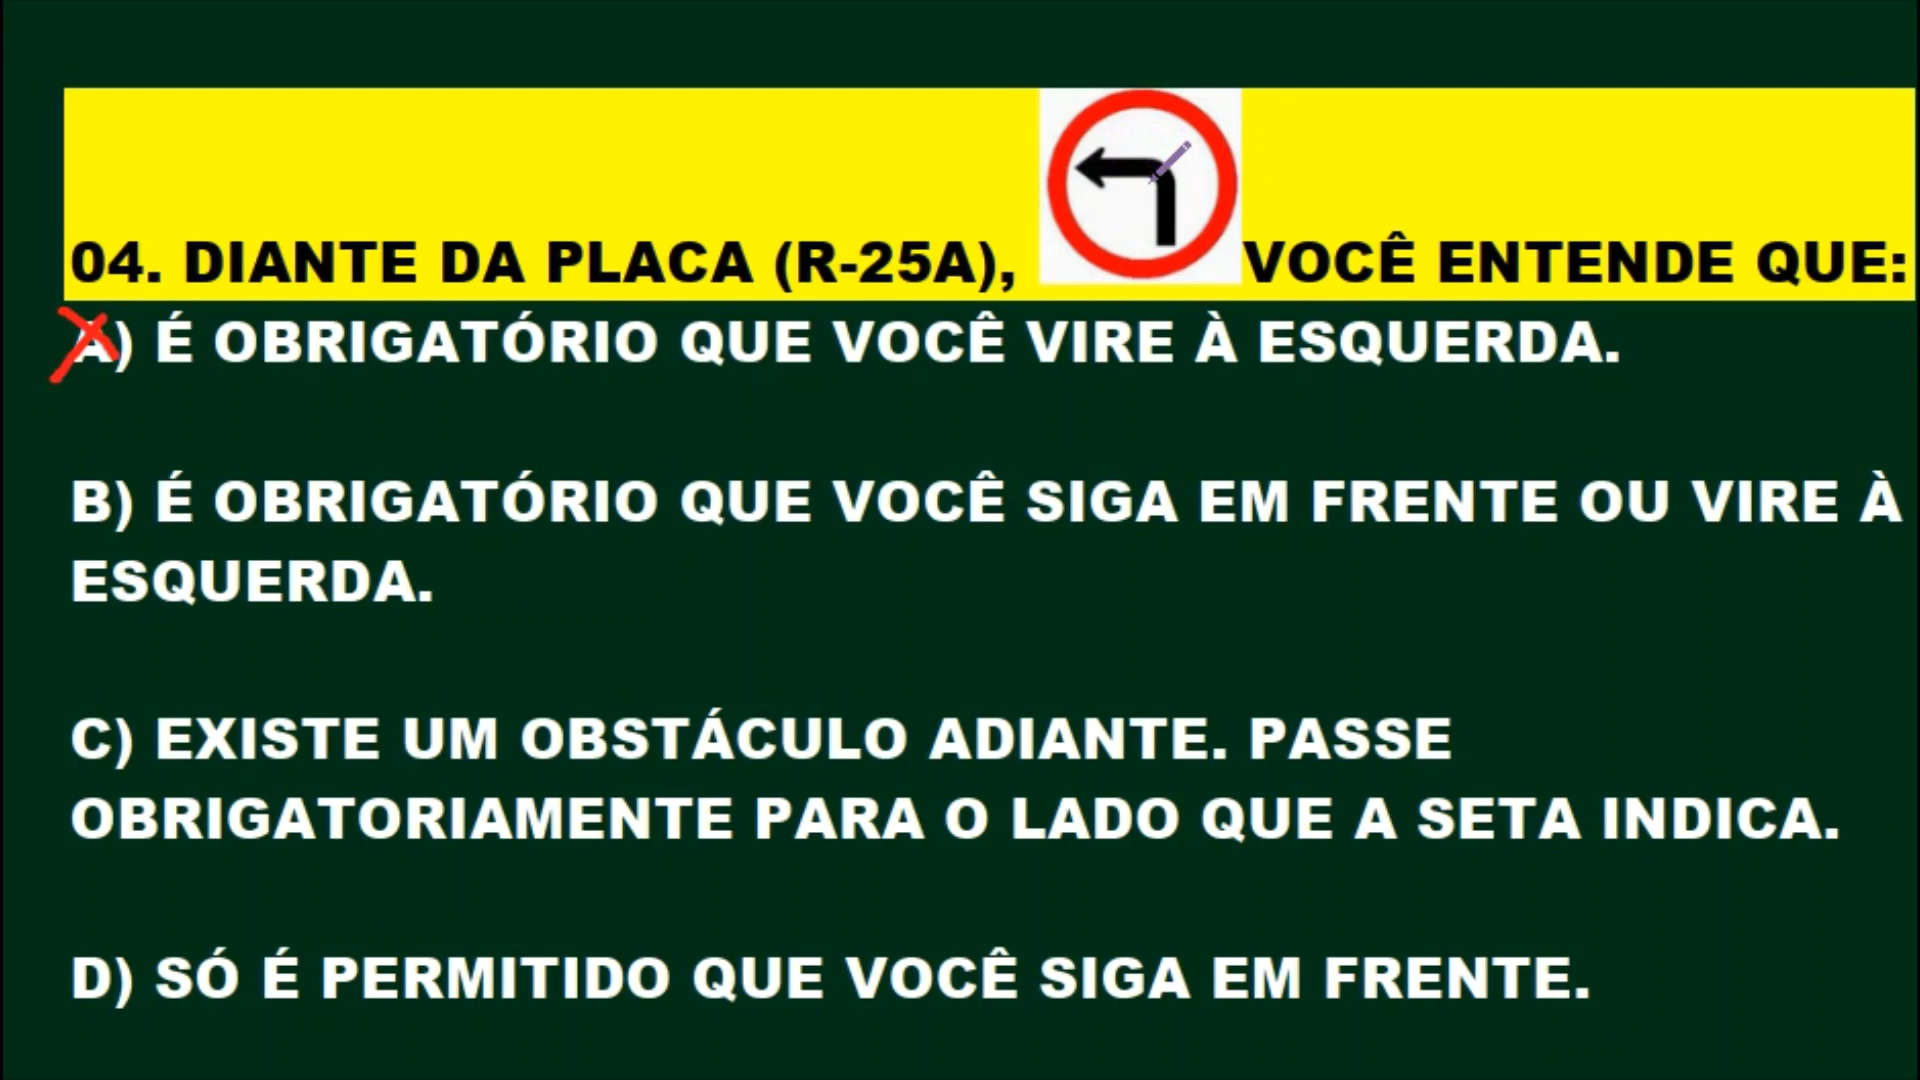 04. DIANTE DA PLACA (R-25A), VOCÊ ENTENDE QUE:
A) É OBRIGATÓRIO QUE VOCÊ VIRE À ESQUERDA.
B) É OBRIGATÓRIO QUE VOCÊ SIGA EM FRENTE OU VIRE À
ESQUERDA.
C) EXISTE UM OBSTÁCULO ADIANTE. PASSE
OBRIGATORIAMENTE PARA O LADO QUE A SETA INDICA.
D) SÓ É PERMITIDO QUE VOCÊ SIGA EM FRENTE.